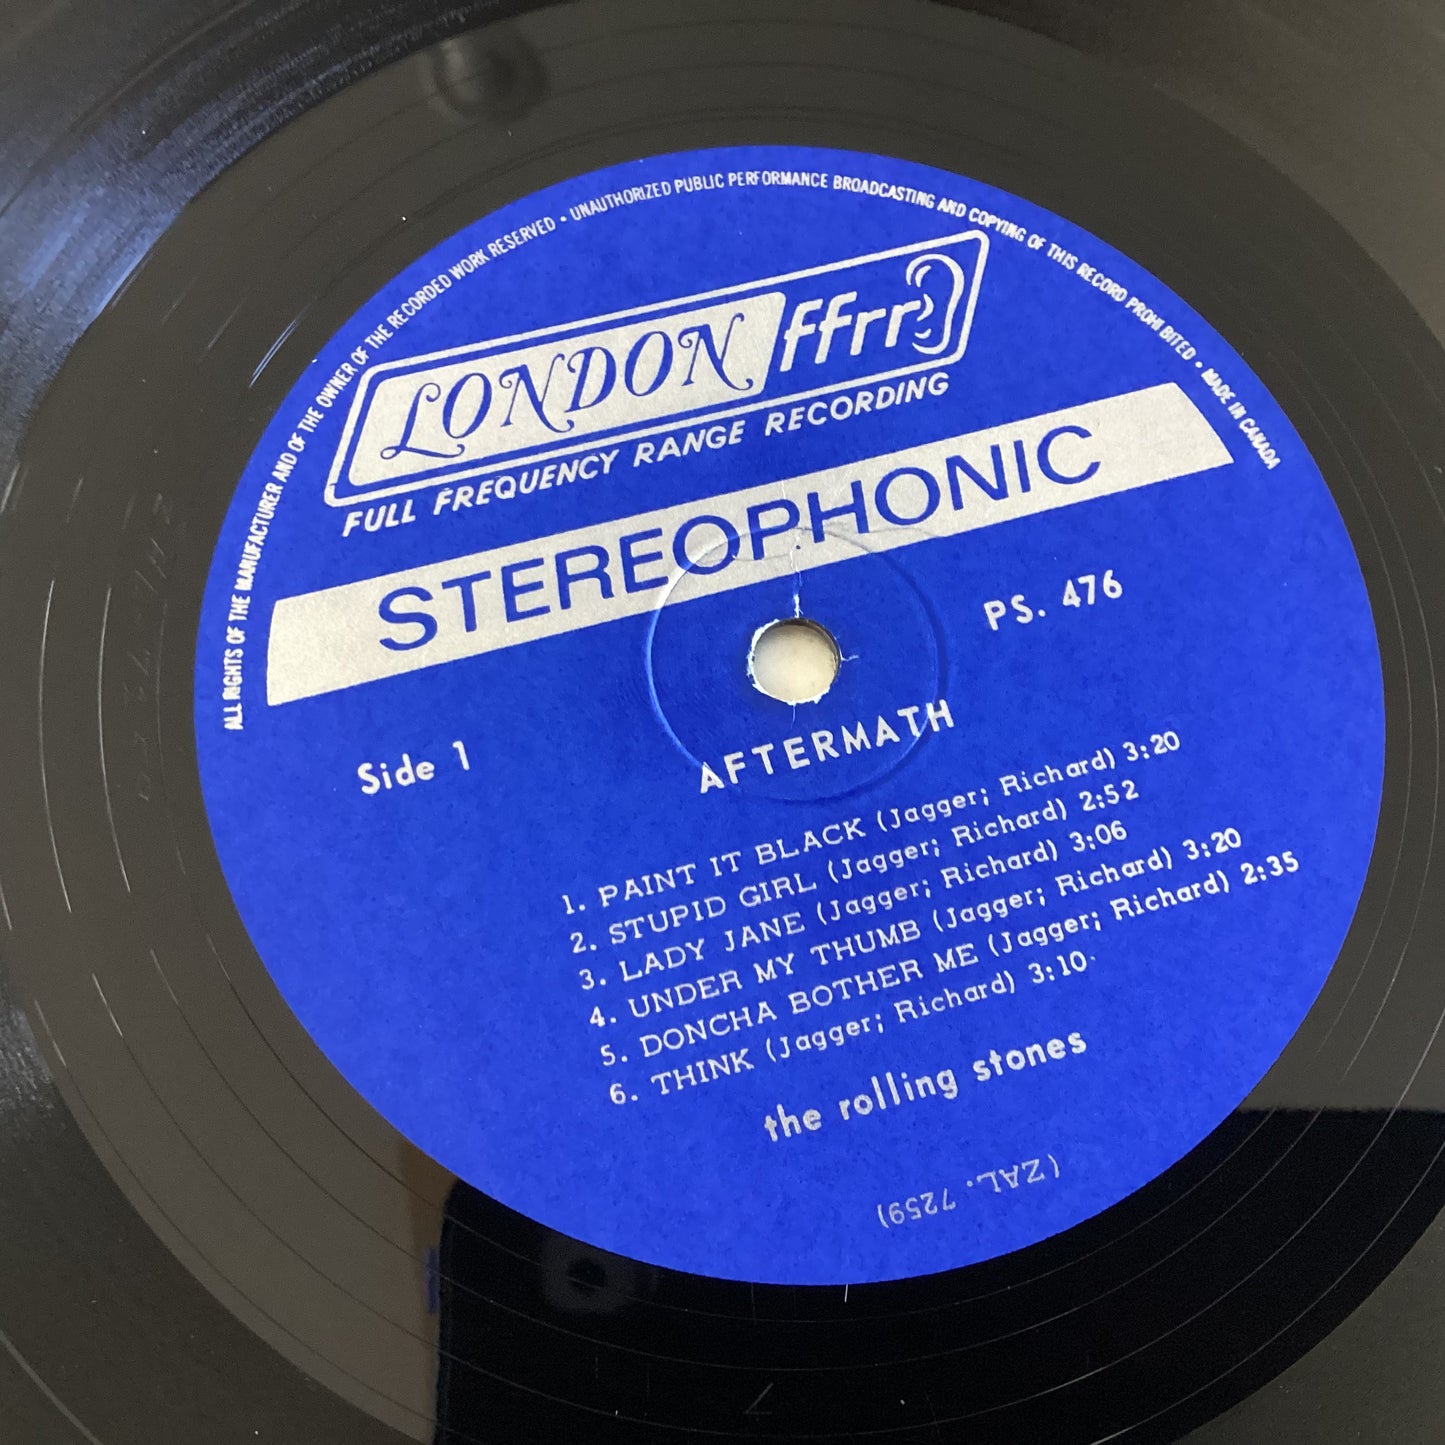 ALL RIGHTS OF THE MANUFACTURER AND OF THE OWNER OF THE RECORDED WORK RESERVED • UNAUTHORIZED PUBLIC PERFORMANCE BROADCASTING AND COPYING OF THIS RECORD PROHIBITED • MADE IN CANADA
LONDON ffrr
FULL FREQUENCY RANGE RECORDING
STEREOPHONIC
PS. 476
Side 1
AFTERMATH
1. PAINT IT BLACK (Jagger; Richard) 3:20
2. STUPID GIRL (Jagger; Richard) 2:52
3. LADY JANE (Jagger; Richard) 3:06
4. UNDER MY THUMB (Jagger; Richard) 3:20
5. DONCHA BOTHER ME (Jagger; Richard) 2:35
6. THINK (Jagger; Richard) 3:10
the rolling stones
(ZAL. 7259)